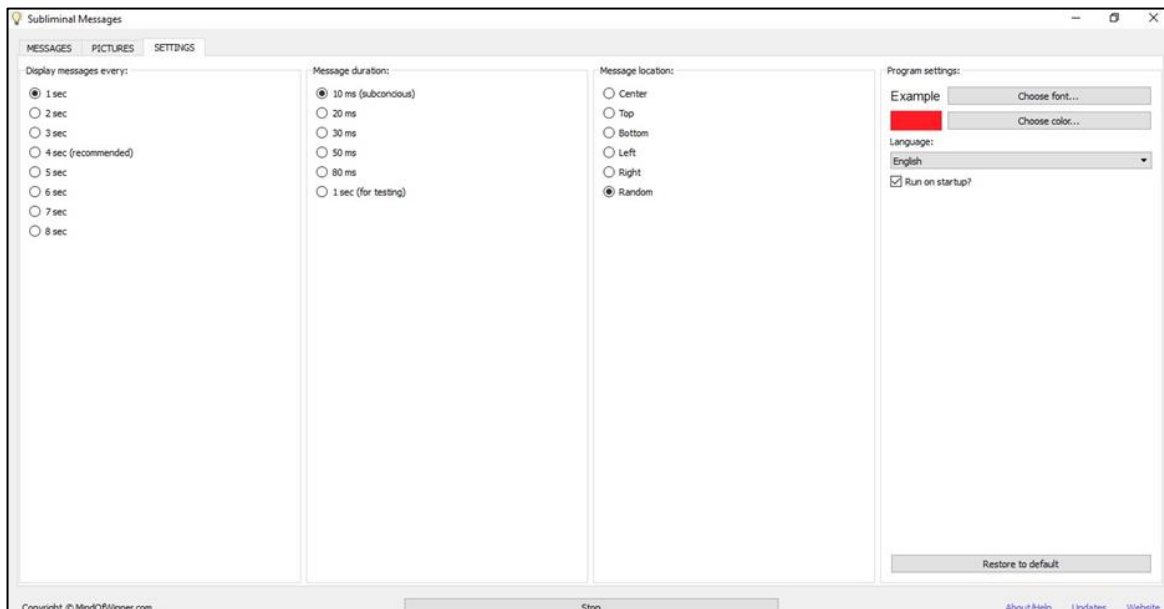 Subliminal Messages
MESSAGES PICTURES SETTINGS
Display messages every:
1 sec
2 sec
3 sec
4 sec (recommended)
5 sec
6 sec
7 sec
8 sec
Message duration:
10 ms (subconcious)
20 ms
30 ms
50 ms
80 ms
1 sec (for testing)
Message location:
Center
Top
Bottom
Left
Right
Random
Program settings:
Example Choose font...
Choose color...
Language:
English
Run on startup?
Restore to default
Copyright © MindOfWinner.com Stop About/Help Updates Website